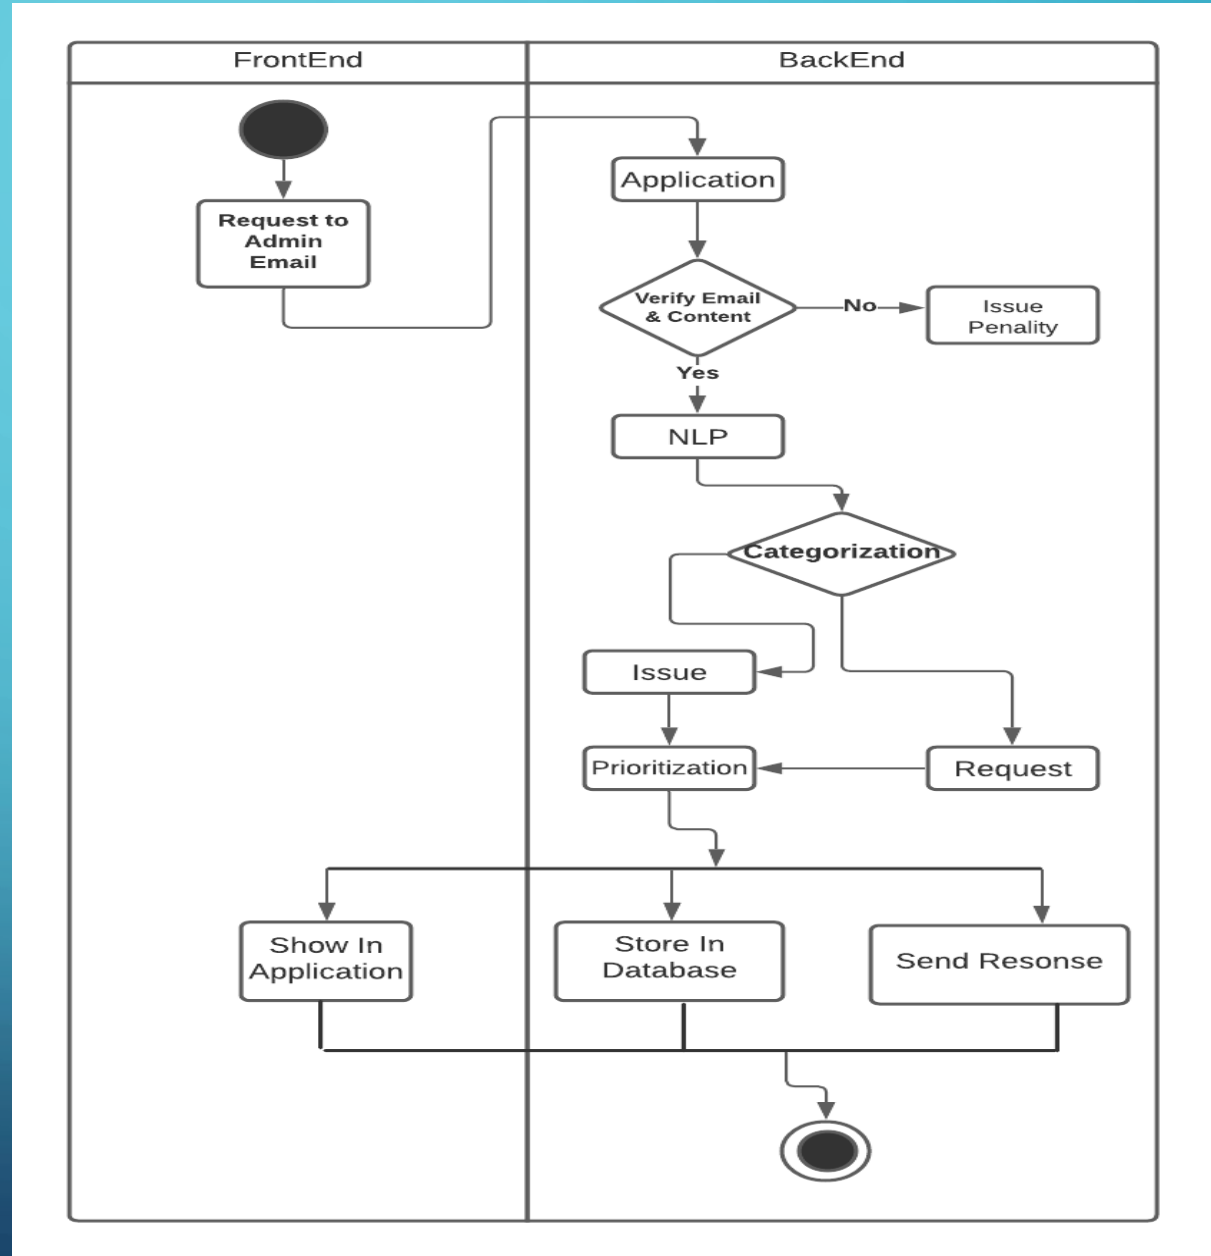 FrontEnd
BackEnd
Request to
Admin
Email
Application
Verify Email
& Content
No
Issue
Penality
Yes
NLP
Categorization
Issue
Prioritization
Request
Show In
Application
Store In
Database
Send Resonse